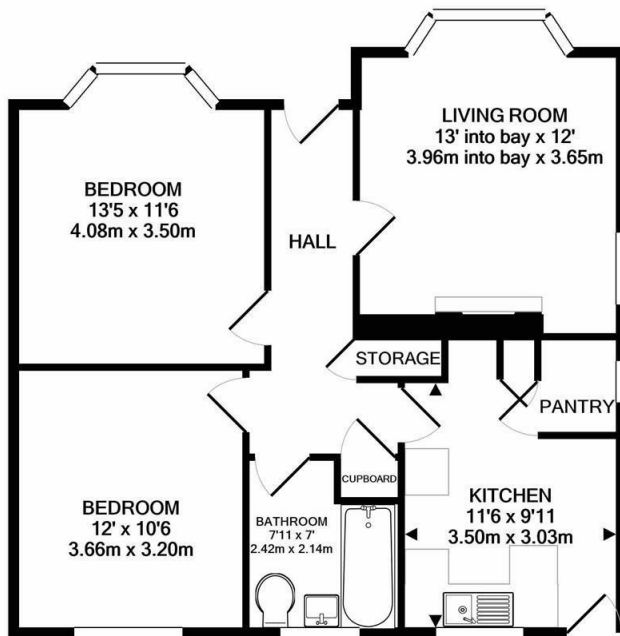 LIVING ROOM
13' into bay x 12'
3.96m into bay x 3.65m
BEDROOM
13'5 x 11'6
4.08m x 3.50m
HALL
STORAGE
PANTRY
CUPBOARD
KITCHEN
11'6 x 9'11
3.50m x 3.03m
BEDROOM
12' x 10'6
3.66m x 3.20m
BATHROOM
7'11 x 7'
2.42m x 2.14m